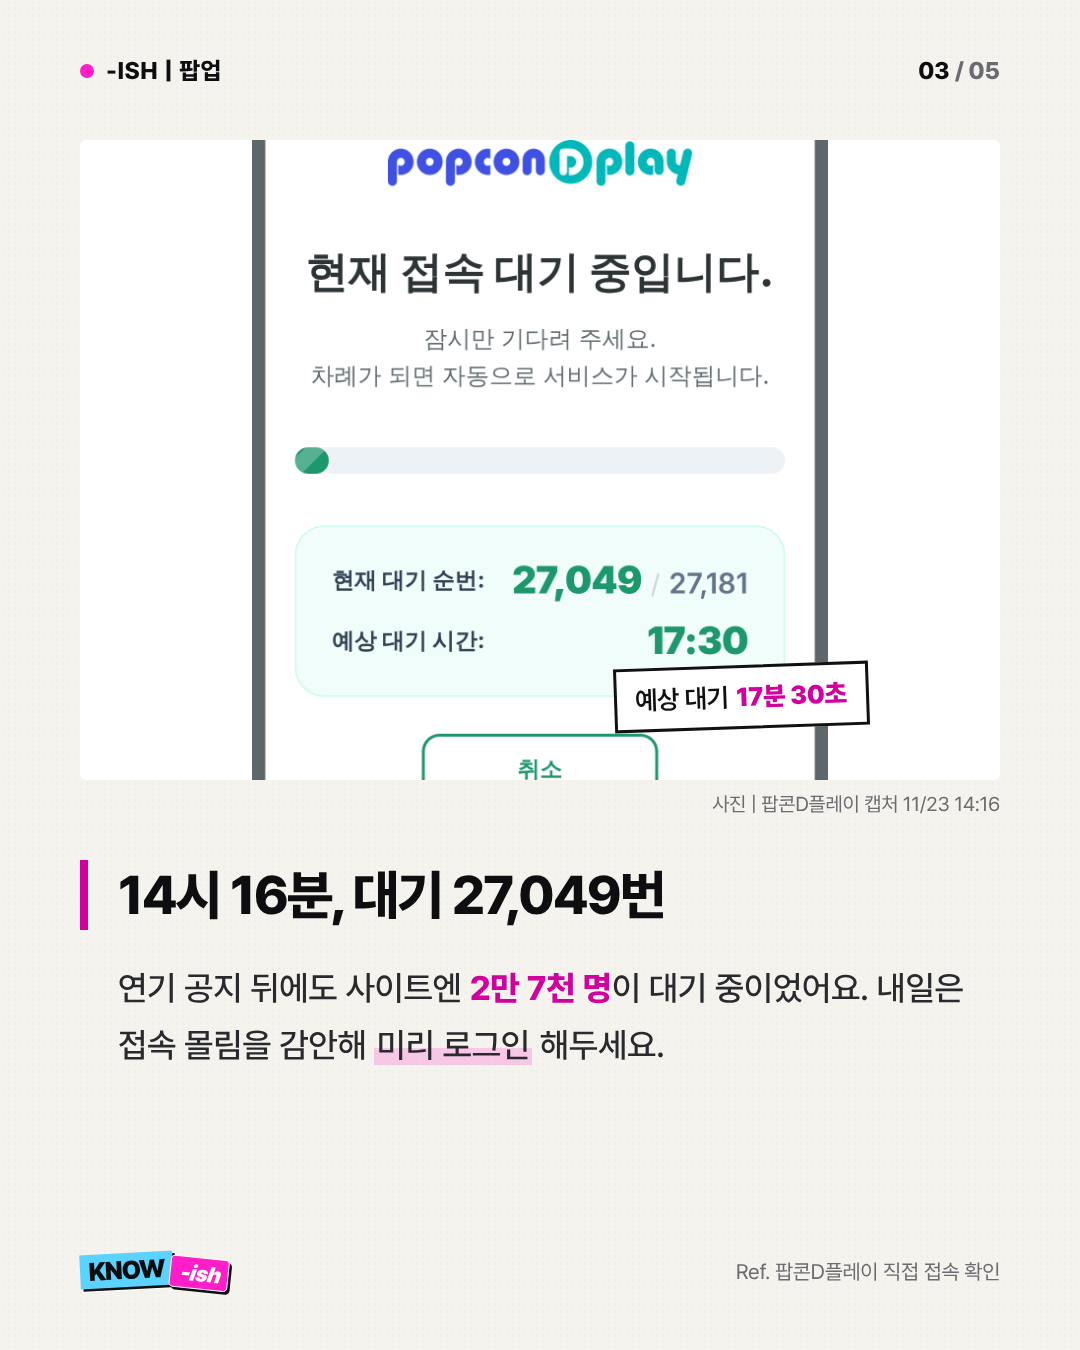 -ISH | 팝업
03 / 05
popcon D play
현재 접속 대기 중입니다.
잠시만 기다려 주세요.
차례가 되면 자동으로 서비스가 시작됩니다.
현재 대기 순번: 27,049 / 27,181
예상 대기 시간: 17:30
예상 대기 17분 30초
취소
사진 | 팝콘D플레이 캡처 11/23 14:16
14시 16분, 대기 27,049번
연기 공지 뒤에도 사이트엔 2만 7천 명이 대기 중이었어요. 내일은
접속 몰림을 감안해 미리 로그인 해두세요.
KNOW -ish
Ref. 팝콘D플레이 직접 접속 확인